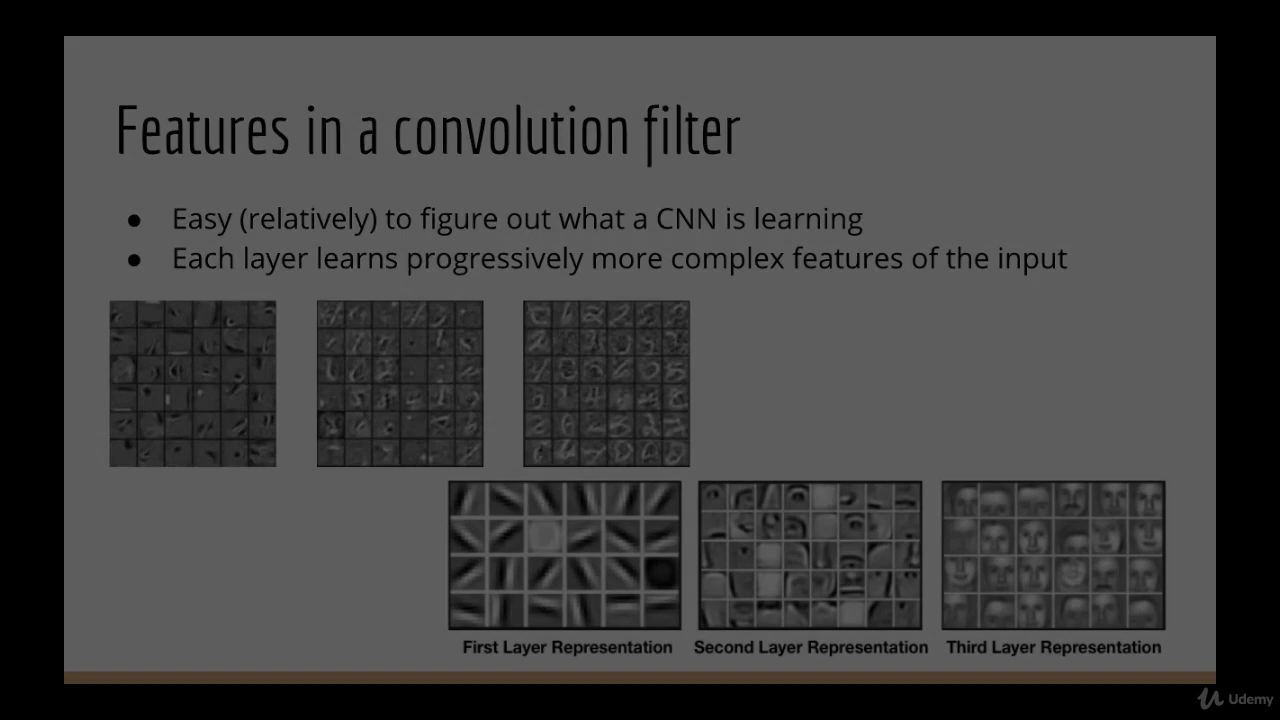 Features in a convolution filter
● Easy (relatively) to figure out what a CNN is learning
● Each layer learns progressively more complex features of the input
First Layer Representation
Second Layer Representation
Third Layer Representation
Udemy